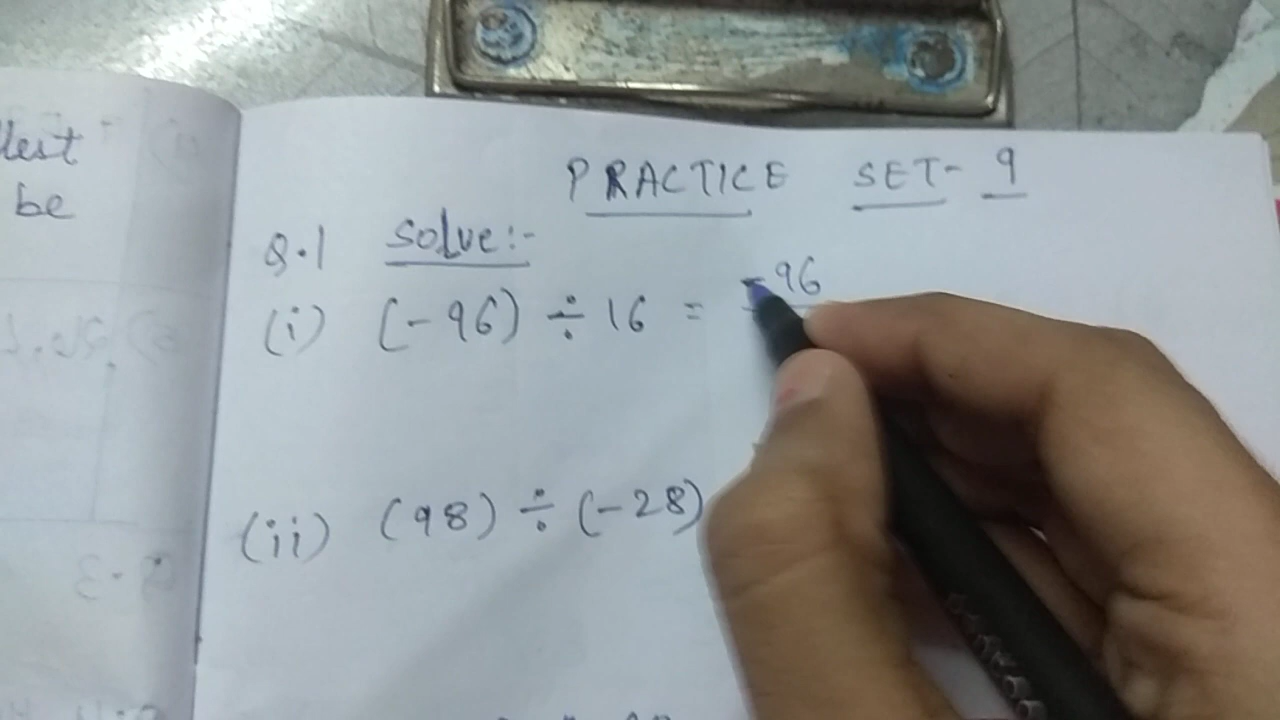 lest
be
PRACTICE SET- 9
Q.1 Solve:-
(i) (-96) ÷ 16 = -96
(ii) (98) ÷ (-28)